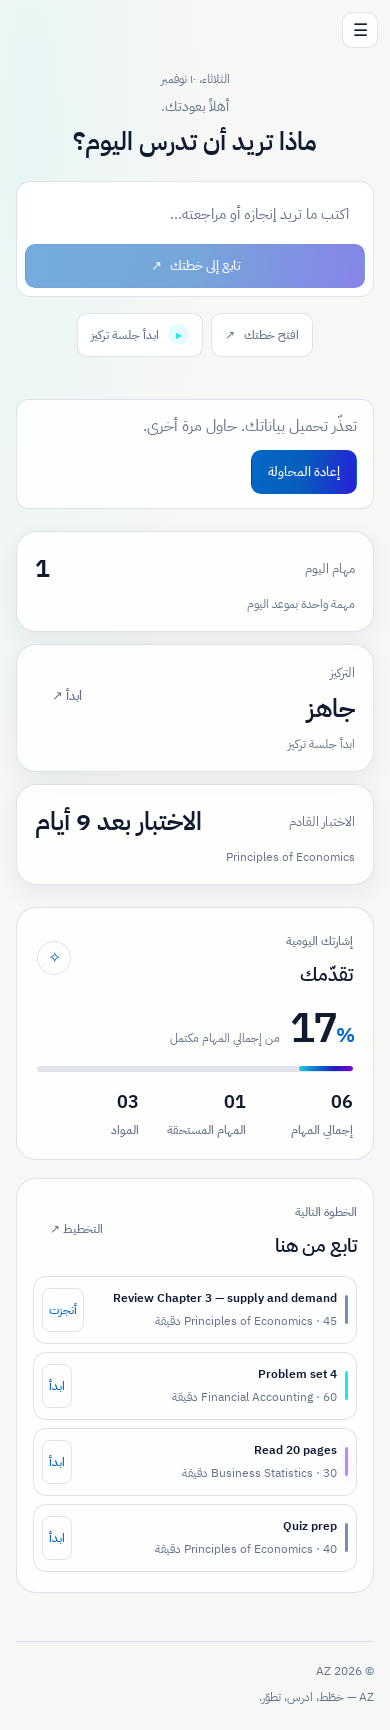 ☰
الثلاثاء، ١٠ نوفمبر
أهلاً بعودتك.
ماذا تريد أن تدرس اليوم؟
اكتب ما تريد إنجازه أو مراجعته...
تابع إلى خطتك ↗
افتح خطتك ↗
ابدأ جلسة تركيز
تعذّر تحميل بياناتك. حاول مرة أخرى.
إعادة المحاولة
مهام اليوم 1
مهمة واحدة بموعد اليوم
التركيز
جاهز
ابدأ ↗
ابدأ جلسة تركيز
الاختبار القادم الاختبار بعد 9 أيام
Principles of Economics
إشارتك اليومية
تقدّمك
17% من إجمالي المهام مكتمل
06 01 03
إجمالي المهام المهام المستحقة المواد
الخطوة التالية
تابع من هنا
التخطيط ↗
Review Chapter 3 — supply and demand
Principles of Economics · 45 دقيقة
أنجزت
Problem set 4
Financial Accounting · 60 دقيقة
ابدأ
Read 20 pages
Business Statistics · 30 دقيقة
ابدأ
Quiz prep
Principles of Economics · 40 دقيقة
ابدأ
© 2026 AZ
AZ — خطّط، ادرس، تطوّر.